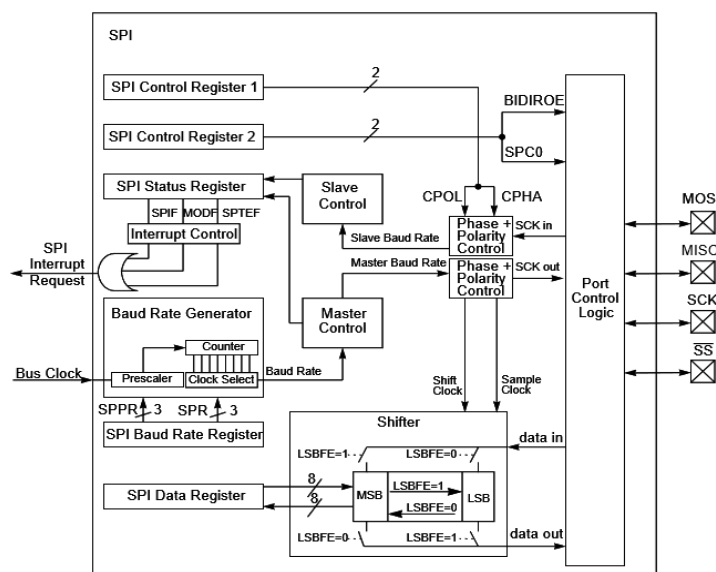 SPI
SPI Control Register 1
2
BIDIROE
SPI Control Register 2
2
SPC0
SPI Status Register
SPIF MODF SPTEF
Interrupt Control
SPI
Interrupt
Request
Slave
Control
CPOL
CPHA
Phase +
Polarity
Control
SCK in
Slave Baud Rate
Master Baud Rate
Phase +
Polarity
Control
SCK out
Port
Control
Logic
MOS
MISO
SCK
SS
Baud Rate Generator
Counter
Prescaler
Clock Select
Bus Clock
Baud Rate
Master
Control
SPPR
3
SPR
3
SPI Baud Rate Register
Shift
Clock
Sample
Clock
Shifter
data in
LSBFE=1
LSBFE=0
SPI Data Register
8
8
MSB
LSBFE=1
LSBFE=0
LSB
LSBFE=0
LSBFE=1
data out